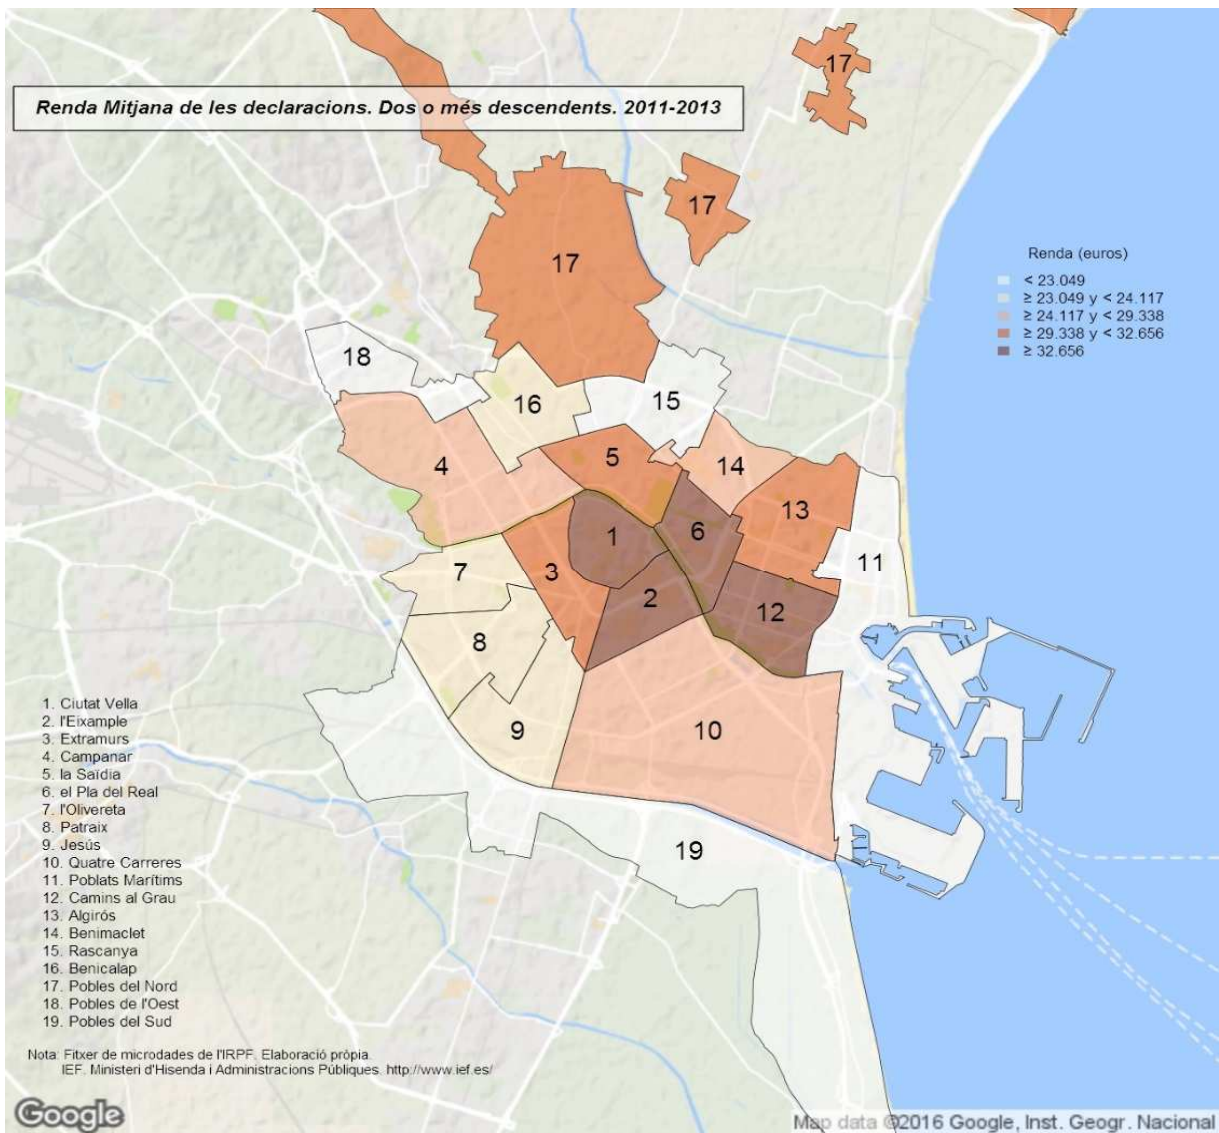 17
Renda Mitjana de les declaracions. Dos o més descendents. 2011-2013
17
17
Renda (euros)
< 23.049
≥ 23.049 y < 24.117
≥ 24.117 y < 29.338
≥ 29.338 y < 32.656
≥ 32.656
18
16
15
4
5
14
13
1
6
11
7
3
2
12
8
9
10
19
1. Ciutat Vella
2. l'Eixample
3. Extramurs
4. Campanar
5. la Saïdia
6. el Pla del Real
7. l'Olivereta
8. Patraix
9. Jesús
10. Quatre Carreres
11. Poblats Marítims
12. Camins al Grau
13. Algirós
14. Benimaclet
15. Rascanya
16. Benicalap
17. Pobles del Nord
18. Pobles de l'Oest
19. Pobles del Sud
Nota: Fitxer de microdades de l'IRPF. Elaboració pròpia.
IEF. Ministeri d'Hisenda i Administracions Públiques. http://www.ief.es/
Google
Map data ©2016 Google, Inst. Geogr. Nacional